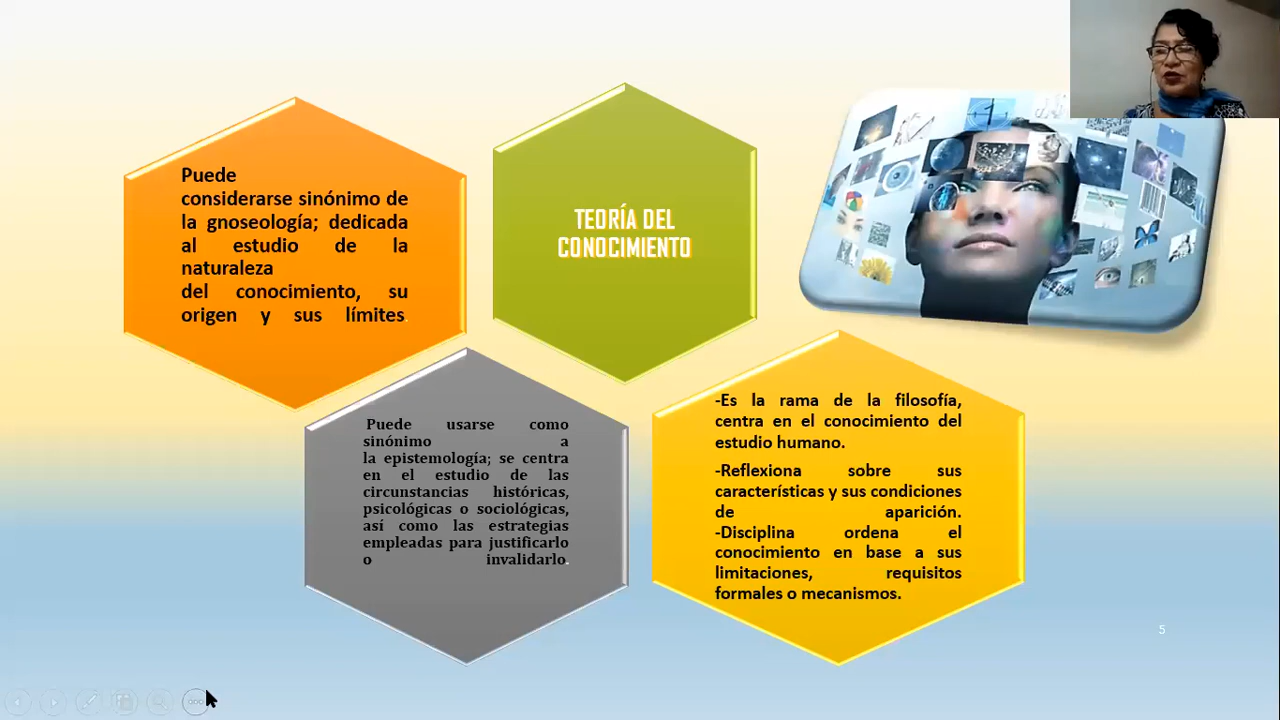 Puede
considerarse sinónimo de
la gnoseología; dedicada
al estudio de la
naturaleza
del conocimiento, su
origen y sus límites.
TEORÍA DEL
CONOCIMIENTO
Puede usarse como
sinónimo a
la epistemología; se centra
en el estudio de las
circunstancias históricas,
psicológicas o sociológicas,
así como las estrategias
empleadas para justificarlo
o invalidarlo.
-Es la rama de la filosofía,
centra en el conocimiento del
estudio humano.
-Reflexiona sobre sus
características y sus condiciones
de aparición.
-Disciplina ordena el
conocimiento en base a sus
limitaciones, requisitos
formales o mecanismos.
5